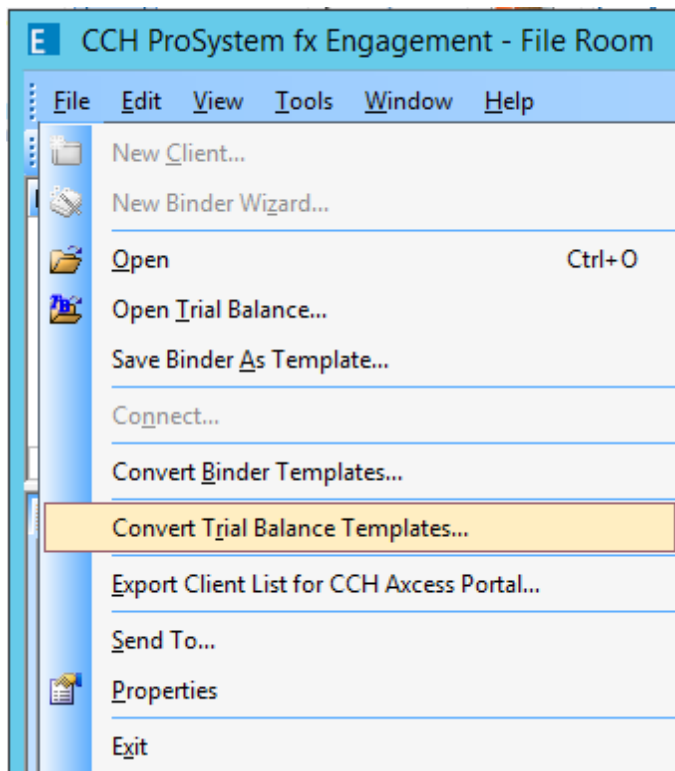 E CCH ProSystem fx Engagement - File Room
File Edit View Tools Window Help
New Client...
New Binder Wizard...
Open Ctrl+O
Open Trial Balance...
Save Binder As Template...
Connect...
Convert Binder Templates...
Convert Trial Balance Templates...
Export Client List for CCH Axcess Portal...
Send To...
Properties
Exit